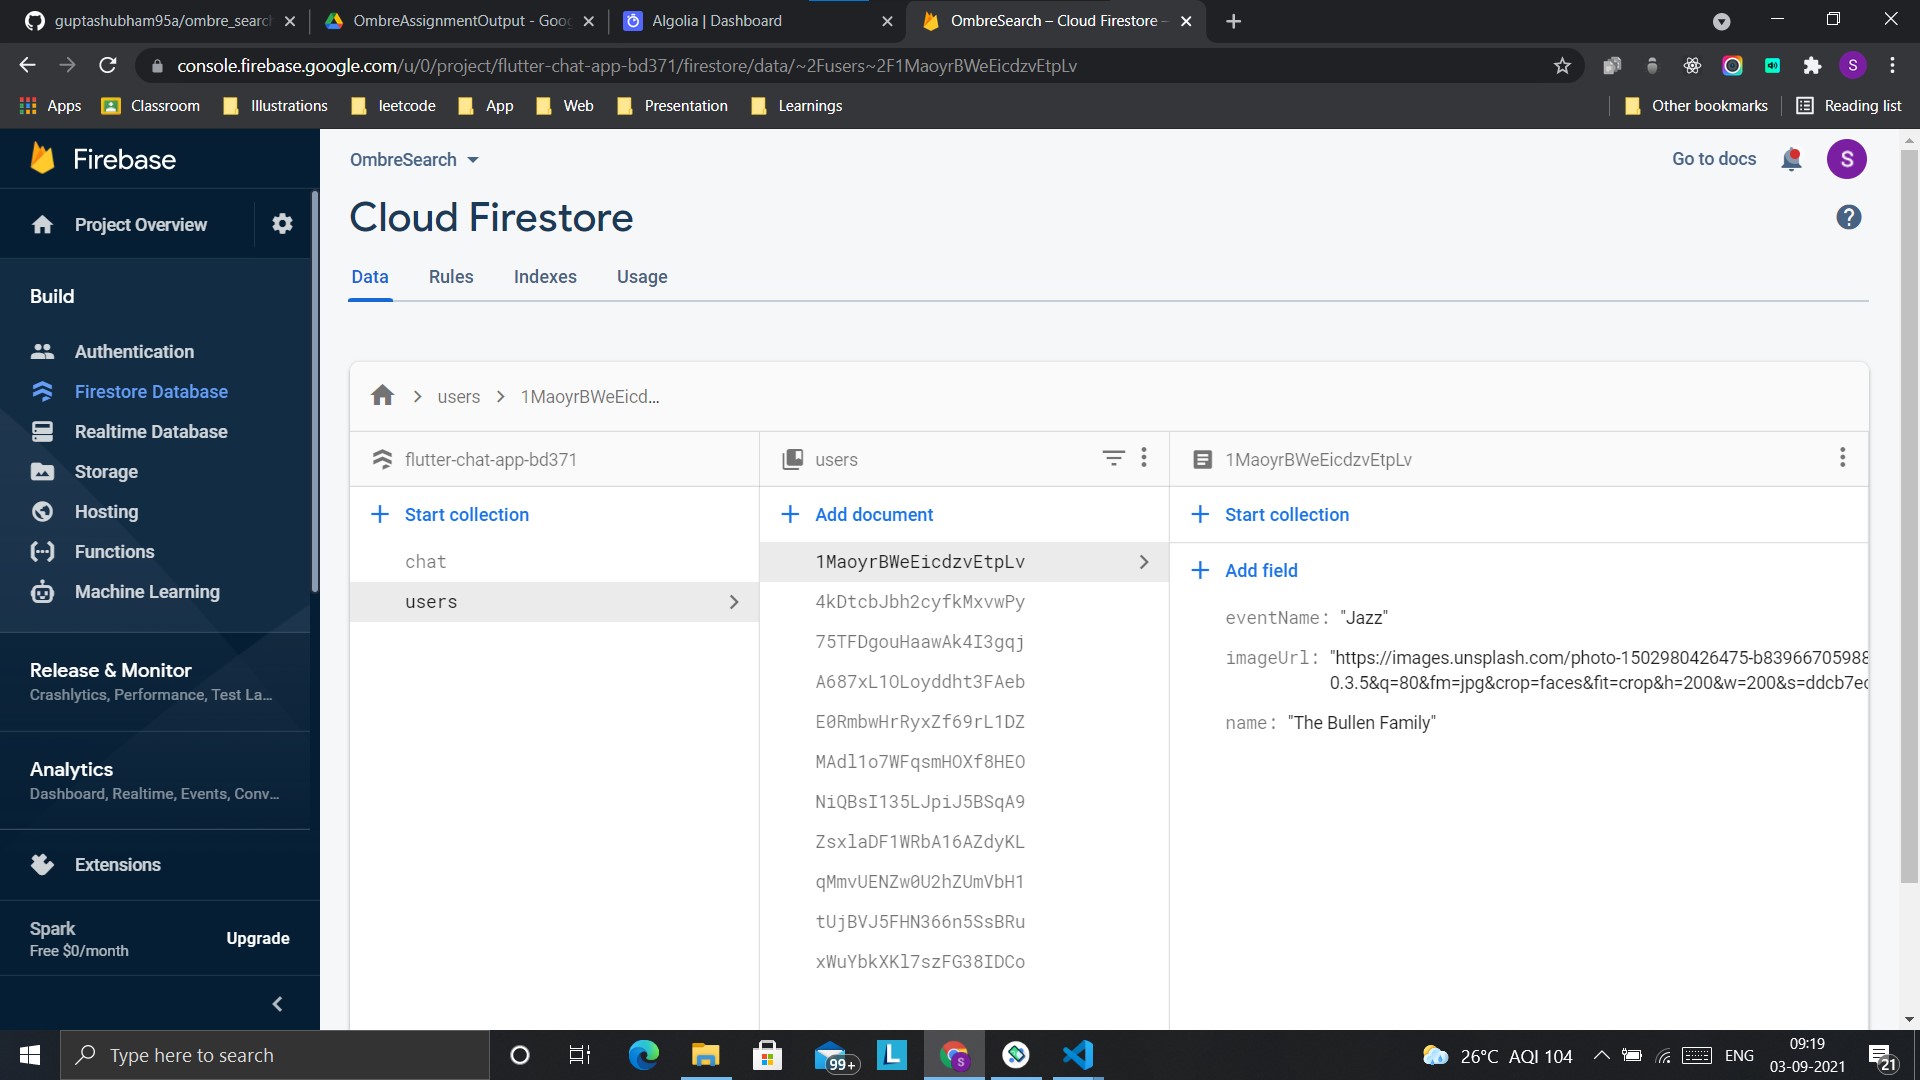 guptashubham95a/ombre_searc
OmbreAssignmentOutput - Goo
Algolia | Dashboard
OmbreSearch – Cloud Firestore –
console.firebase.google.com/u/0/project/flutter-chat-app-bd371/firestore/data/~2Fusers~2F1MaoyrBWeEicdzvEtpLv
S
Apps
Classroom
Illustrations
leetcode
App
Web
Presentation
Learnings
Other bookmarks
Reading list
Firebase
OmbreSearch
Go to docs
S
Project Overview
Cloud Firestore
Data
Rules
Indexes
Usage
Build
Authentication
Firestore Database
Realtime Database
Storage
Hosting
Functions
Machine Learning
Release & Monitor
Crashlytics, Performance, Test La...
Analytics
Dashboard, Realtime, Events, Conv...
Extensions
Spark
Free $0/month
Upgrade
users
1MaoyrBWeEicd...
flutter-chat-app-bd371
Start collection
chat
users
users
Add document
1MaoyrBWeEicdzvEtpLv
4kDtcbJbh2cyfkMxvwPy
75TFDgouHaawAk4I3gqj
A687xL1OLoyddht3FAeb
E0RmbwHrRyxZf69rL1DZ
MAdl1o7WFqsmHOXf8HEO
NiQBsI135LJpiJ5BSqA9
ZsxlaDF1WRbA16AZdyKL
qMmvUENZw0U2hZUmVbH1
tUjBVJ5FHN366n5SsBRu
xWuYbkXKl7szFG38IDCo
1MaoyrBWeEicdzvEtpLv
Start collection
Add field
eventName: "Jazz"
imageUrl: "https://images.unsplash.com/photo-1502980426475-b83966705988
0.3.5&q=80&fm=jpg&crop=faces&fit=crop&h=200&w=200&s=ddcb7ec
name: "The Bullen Family"
Type here to search
99+
L
S
26°C AQI 104
ENG
09:19
03-09-2021
21